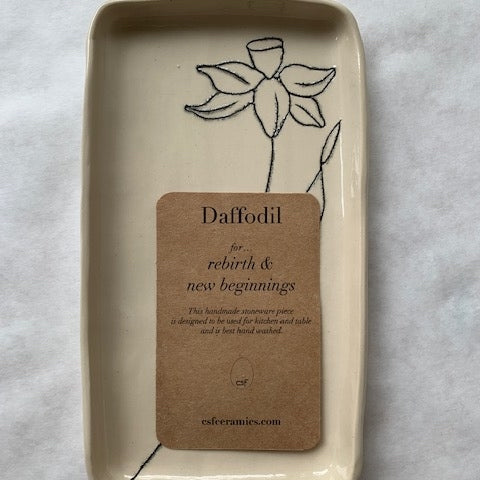 Daffodil
for...
rebirth &
new beginnings
This handmade stoneware piece
is designed to be used for kitchen and table
and is best hand washed.
csf
csfceramics.com